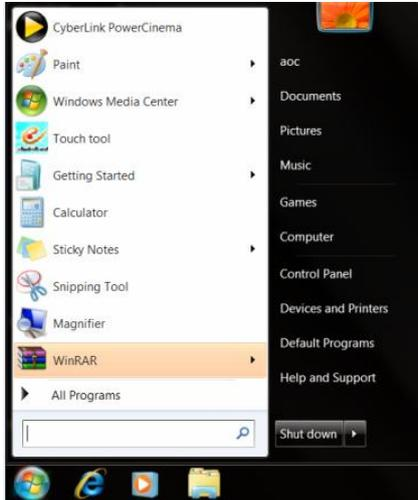 CyberLink PowerCinema
Paint
Windows Media Center
Touch tool
Getting Started
Calculator
Sticky Notes
Snipping Tool
Magnifier
WinRAR
All Programs
aoc
Documents
Pictures
Music
Games
Computer
Control Panel
Devices and Printers
Default Programs
Help and Support
Shut down